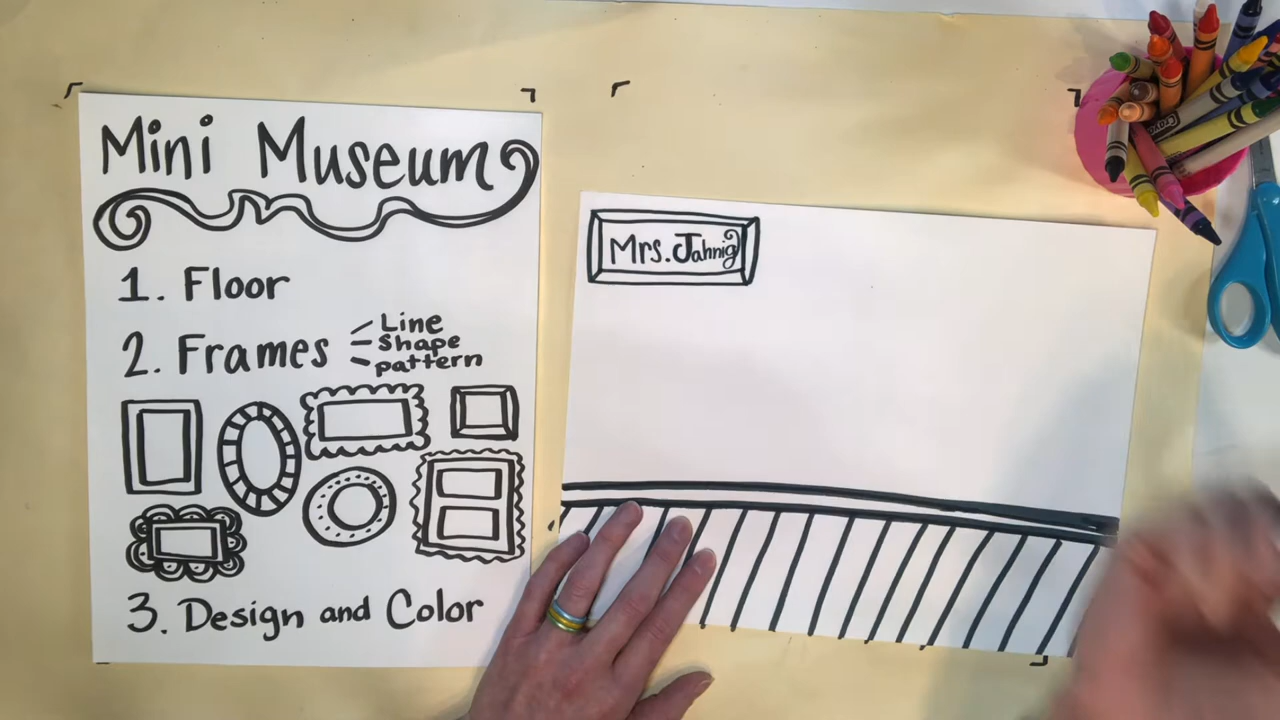 Mini Museum
1. Floor
2. Frames
Line
Shape
pattern
3. Design and Color
Mrs. Jahnig